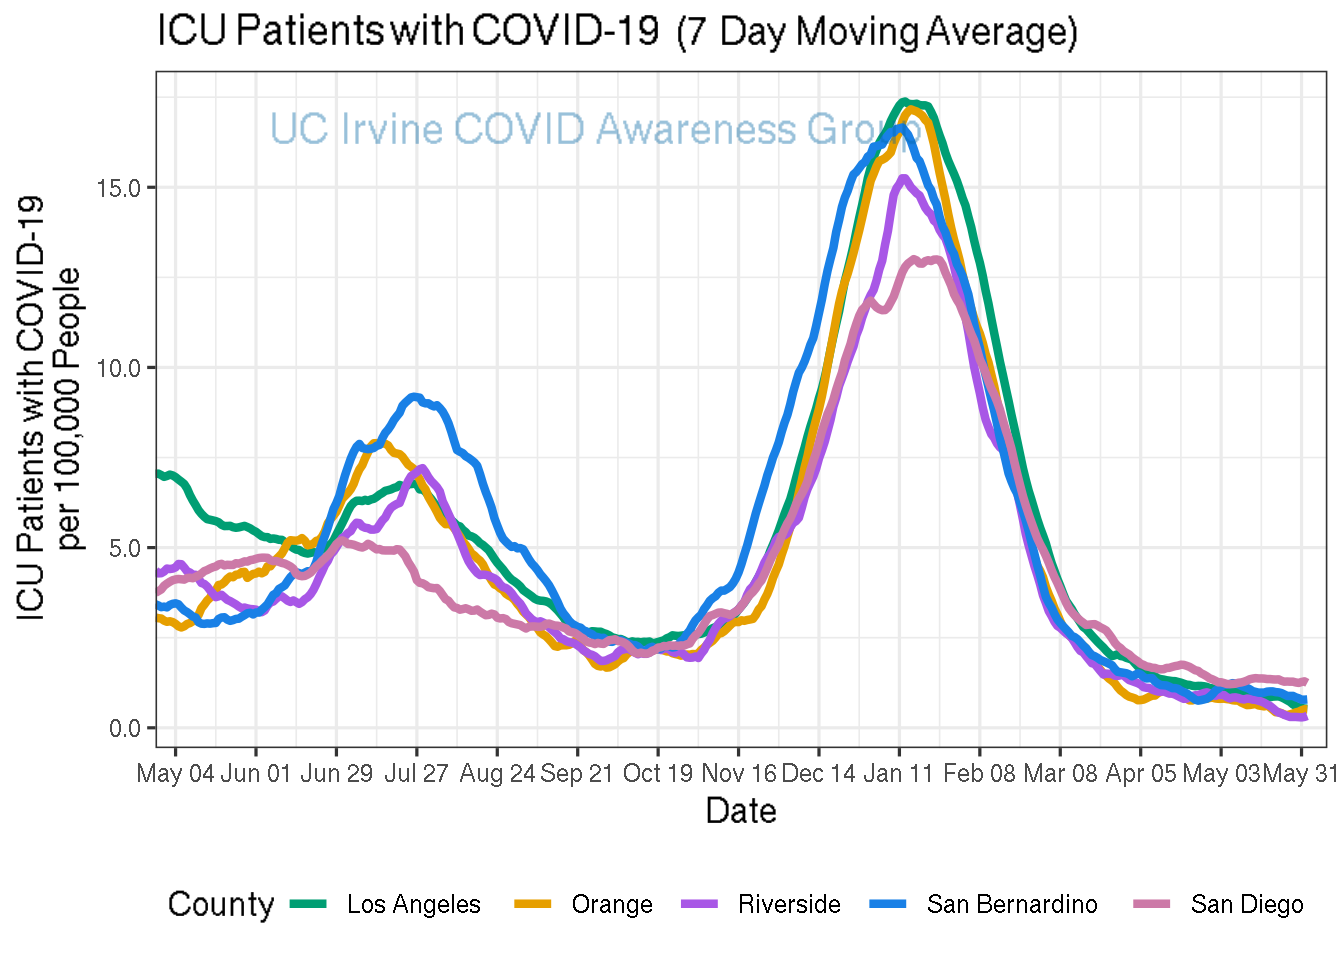 ICU Patients with COVID-19 (7 Day Moving Average)
UC Irvine COVID Awareness Group
ICU Patients with COVID-19
per 100,000 People
15.0
10.0
5.0
0.0
May 04 Jun 01 Jun 29 Jul 27 Aug 24 Sep 21 Oct 19 Nov 16 Dec 14 Jan 11 Feb 08 Mar 08 Apr 05 May 03 May 31
Date
County Los Angeles Orange Riverside San Bernardino San Diego